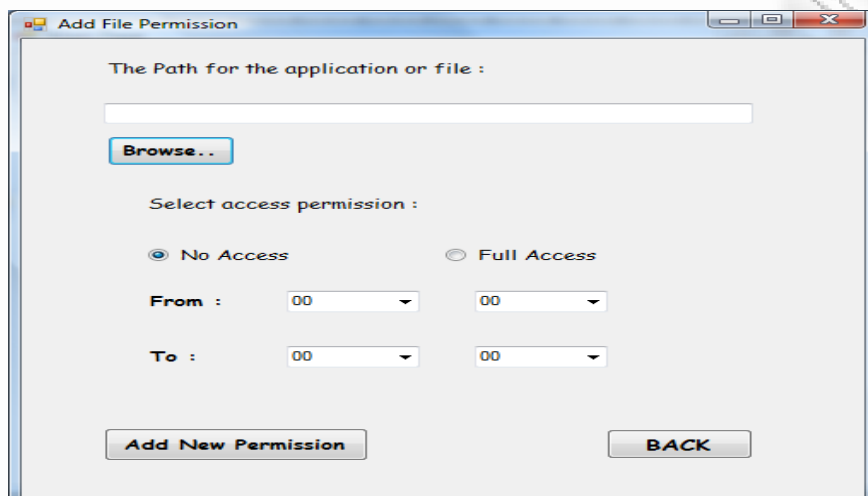 Add File Permission
The Path for the application or file :
Browse..
Select access permission :
No Access Full Access
From : 00 00
To : 00 00
Add New Permission BACK